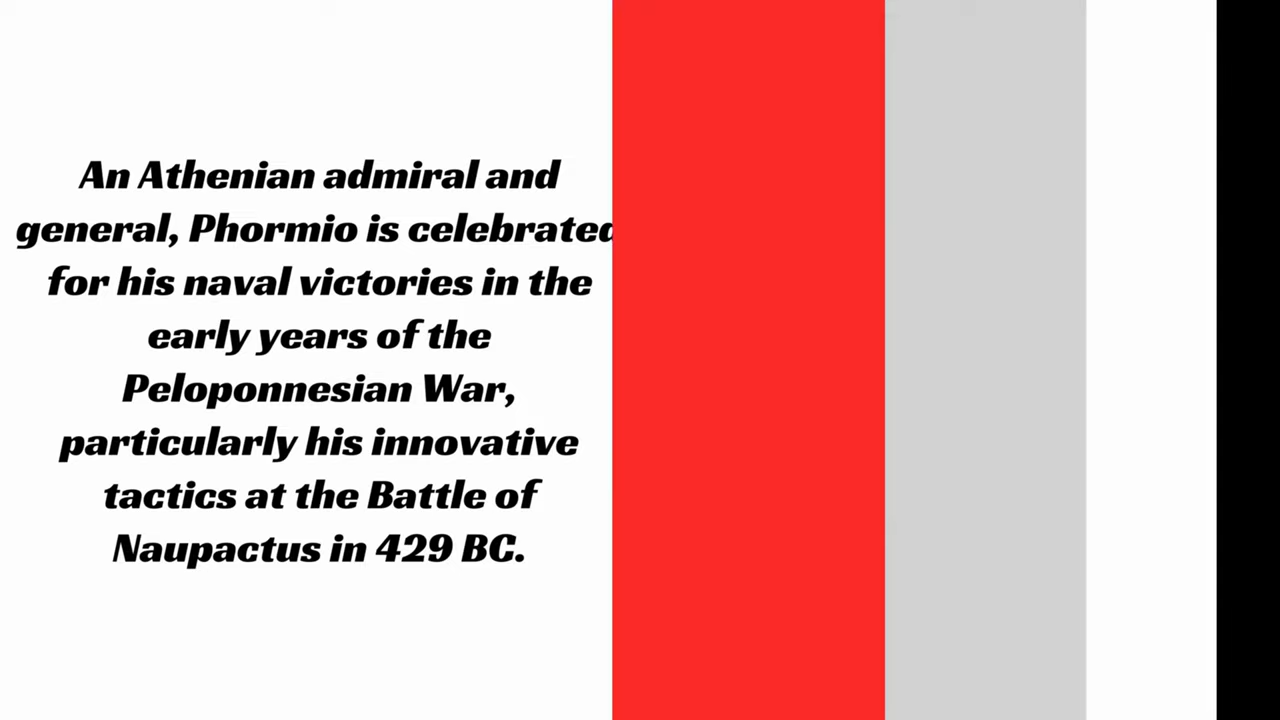 An Athenian admiral and
general, Phormio is celebrated
for his naval victories in the
early years of the
Peloponnesian War,
particularly his innovative
tactics at the Battle of
Naupactus in 429 BC.